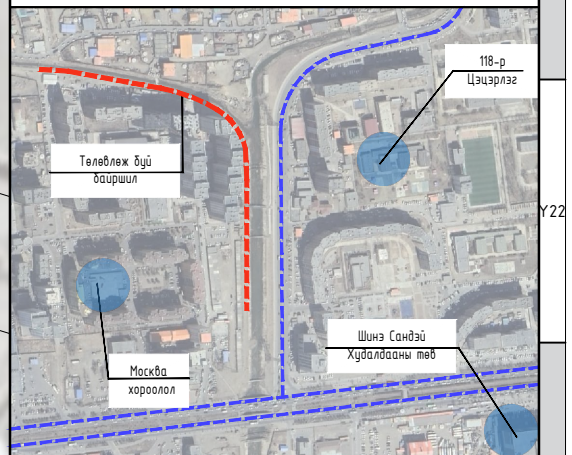 118-р
Цэцэрлэг
Төлөвлөж буй
байршил
Y22
Шинэ Сандэй
Худалдааны төв
Москва
хороолол